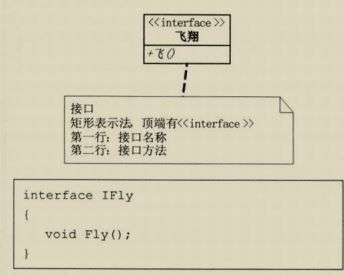 <<interface>>
飞翔
+飞()
接口
矩形表示法，顶端有<<interface>>
第一行：接口名称
第二行：接口方法
interface IFly
{
void Fly();
}